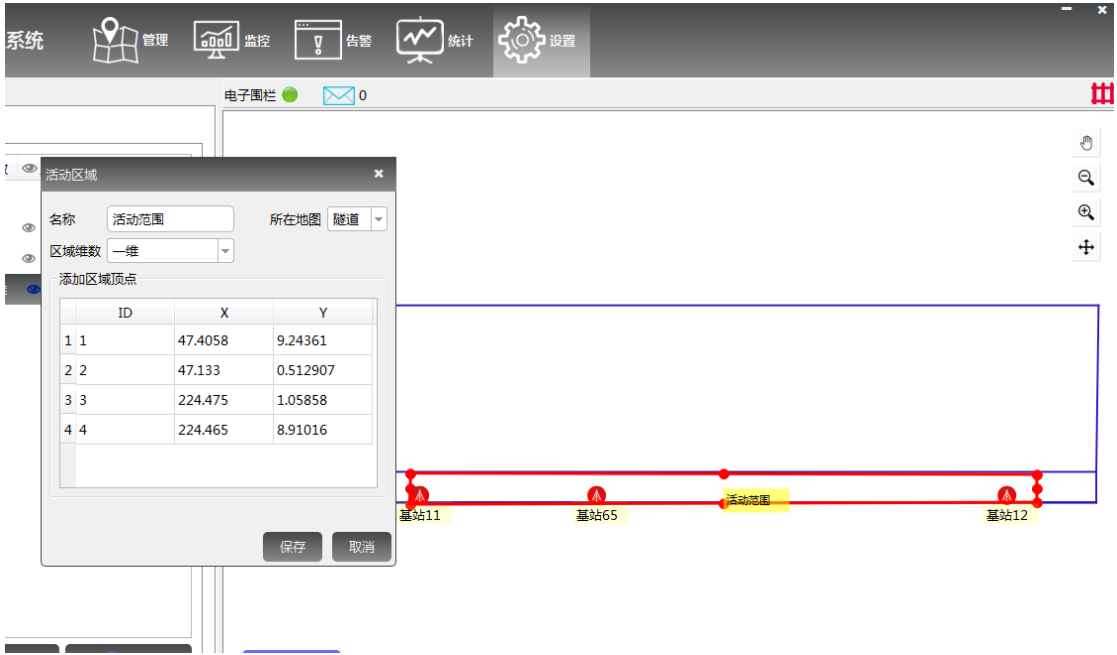 系统 管理 监控 告警 统计 设置
电子围栏 0
活动区域
名称 活动范围 所在地图 隧道
区域维数 一维
添加区域顶点
ID X Y
1 1 47.4058 9.24361
2 2 47.133 0.512907
3 3 224.475 1.05858
4 4 224.465 8.91016
活动范围
基站11 基站65 基站12
保存 取消